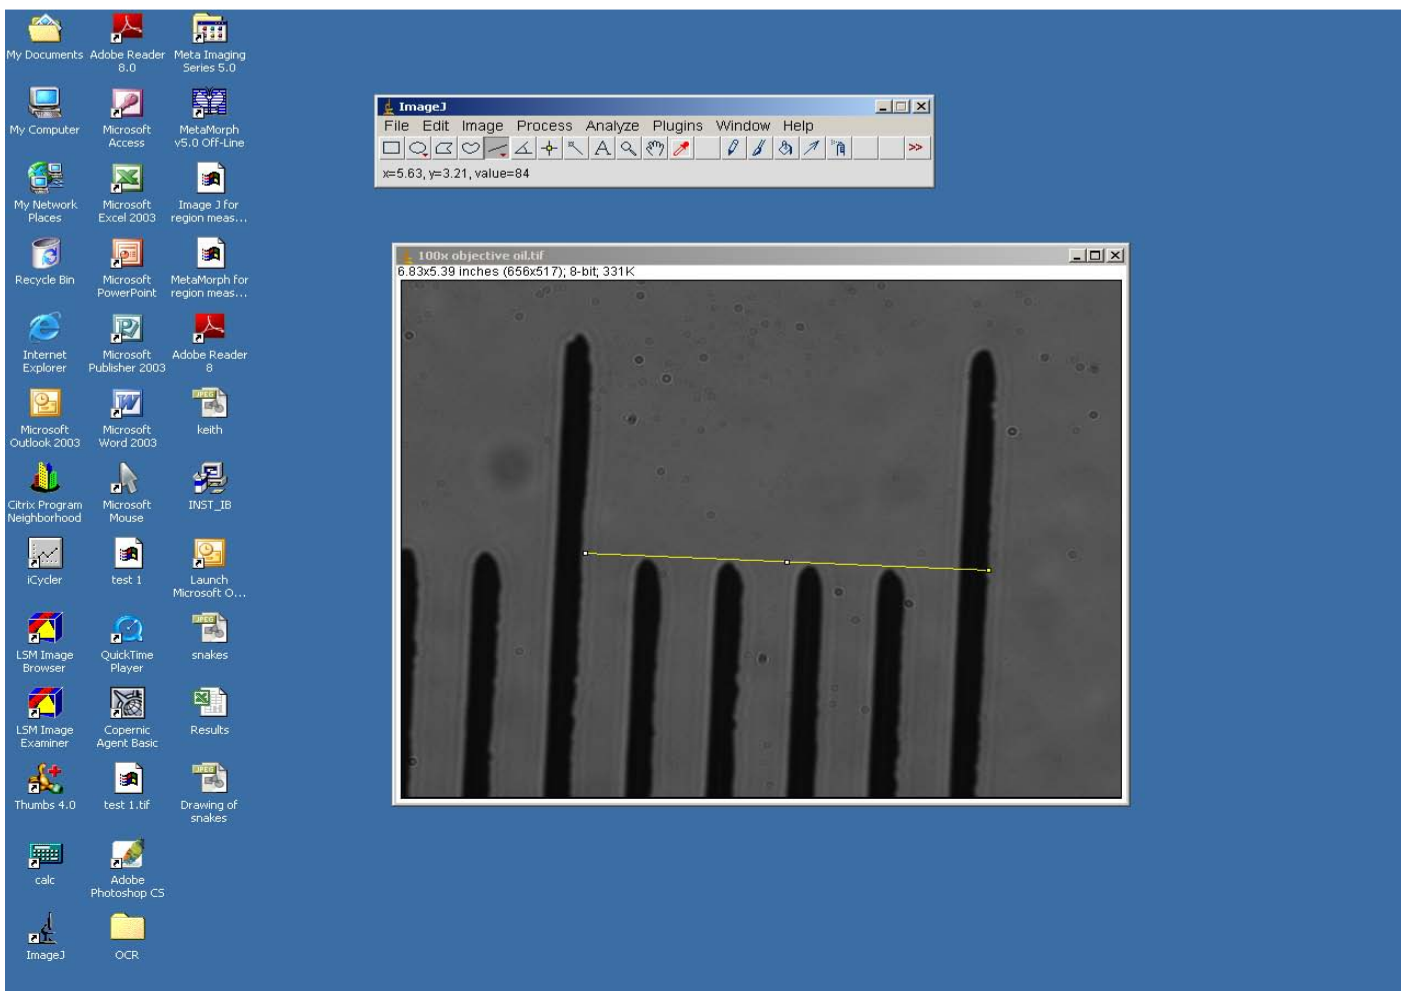 My Documents
Adobe Reader
8.0
Meta Imaging
Series 5.0
My Computer
Microsoft
Access
MetaMorph
v5.0 Off-Line
My Network
Places
Microsoft
Excel 2003
Image J for
region meas...
Recycle Bin
Microsoft
PowerPoint
MetaMorph for
region meas...
Internet
Explorer
Microsoft
Publisher 2003
Adobe Reader
8
Microsoft
Outlook 2003
Microsoft
Word 2003
keith
Citrix Program
Neighborhood
Microsoft
Mouse
INST_IB
iCycler
test 1
Launch
Microsoft O...
LSM Image
Browser
QuickTime
Player
snakes
LSM Image
Examiner
Copernic
Agent Basic
Results
Thumbs 4.0
test 1.tif
Drawing of
snakes
calc
Adobe
Photoshop CS
ImageJ
OCR
ImageJ
File Edit Image Process Analyze Plugins Window Help
A >>
x=5.63, y=3.21, value=84
100x objective oil.tif
6.83x5.39 inches (656x517); 8-bit; 331K